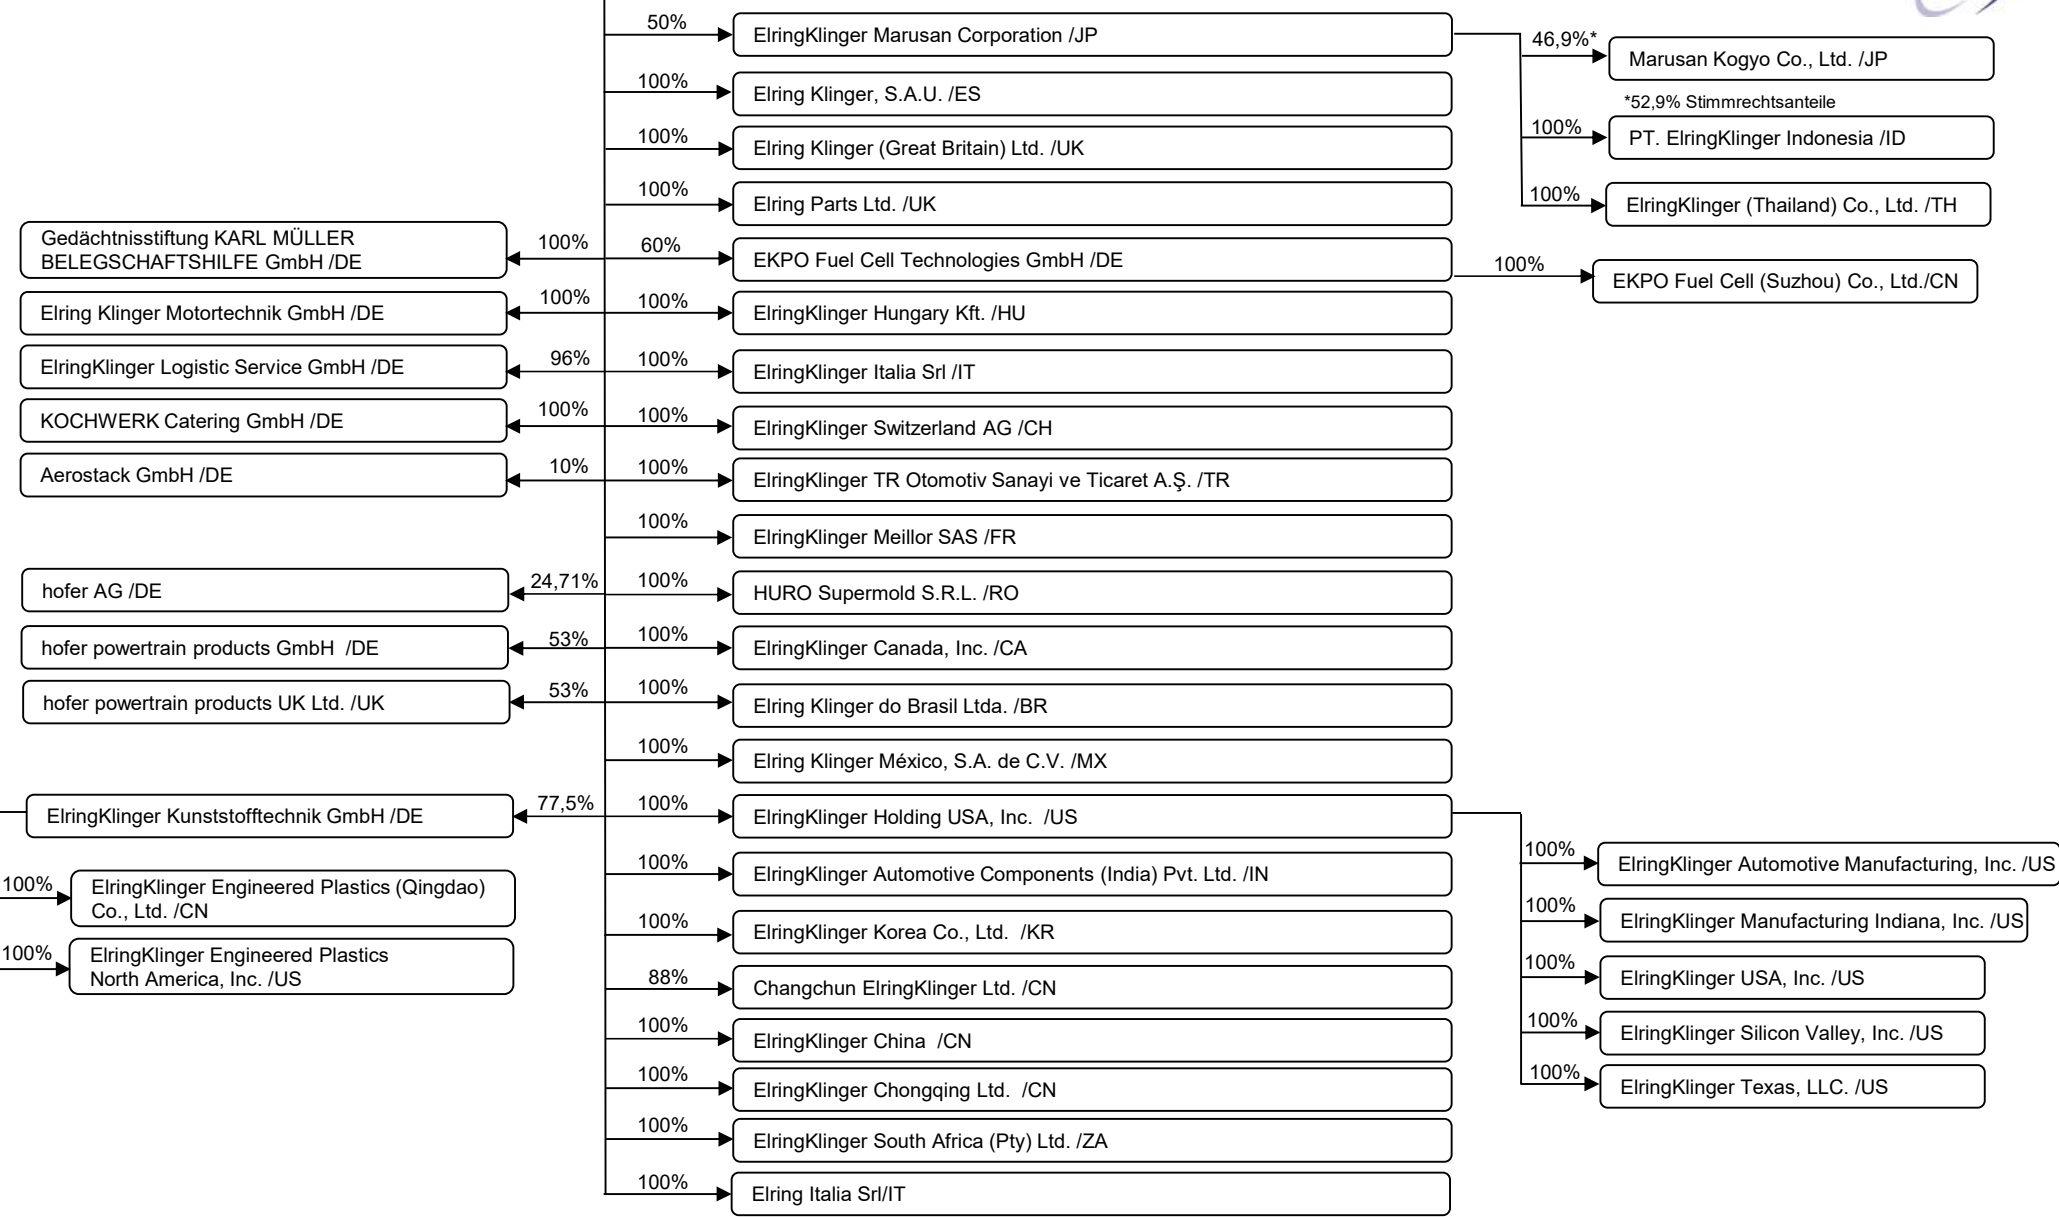 50%
ElringKlinger Marusan Corporation /JP
46,9%*
Marusan Kogyo Co., Ltd. /JP
*52,9% Stimmrechtsanteile
100%
Elring Klinger, S.A.U. /ES
100%
PT. ElringKlinger Indonesia /ID
100%
Elring Klinger (Great Britain) Ltd. /UK
100%
Elring Parts Ltd. /UK
100%
ElringKlinger (Thailand) Co., Ltd. /TH
Gedächtnisstiftung KARL MÜLLER
BELEGSCHAFTSHILFE GmbH /DE
100%
60%
EKPO Fuel Cell Technologies GmbH /DE
100%
EKPO Fuel Cell (Suzhou) Co., Ltd./CN
Elring Klinger Motortechnik GmbH /DE
100%
100%
ElringKlinger Hungary Kft. /HU
ElringKlinger Logistic Service GmbH /DE
96%
100%
ElringKlinger Italia Srl /IT
KOCHWERK Catering GmbH /DE
100%
100%
ElringKlinger Switzerland AG /CH
Aerostack GmbH /DE
10%
100%
ElringKlinger TR Otomotiv Sanayi ve Ticaret A.Ş. /TR
100%
ElringKlinger Meillor SAS /FR
hofer AG /DE
24,71%
100%
HURO Supermold S.R.L. /RO
hofer powertrain products GmbH /DE
53%
100%
ElringKlinger Canada, Inc. /CA
hofer powertrain products UK Ltd. /UK
53%
100%
Elring Klinger do Brasil Ltda. /BR
100%
Elring Klinger México, S.A. de C.V. /MX
ElringKlinger Kunststofftechnik GmbH /DE
77,5%
100%
ElringKlinger Holding USA, Inc. /US
100%
ElringKlinger Automotive Manufacturing, Inc. /US
100%
ElringKlinger Engineered Plastics (Qingdao)
Co., Ltd. /CN
100%
ElringKlinger Automotive Components (India) Pvt. Ltd. /IN
100%
ElringKlinger Manufacturing Indiana, Inc. /US
100%
ElringKlinger Engineered Plastics
North America, Inc. /US
100%
ElringKlinger Korea Co., Ltd. /KR
100%
ElringKlinger USA, Inc. /US
88%
Changchun ElringKlinger Ltd. /CN
100%
ElringKlinger Silicon Valley, Inc. /US
100%
ElringKlinger China /CN
100%
ElringKlinger Texas, LLC. /US
100%
ElringKlinger Chongqing Ltd. /CN
100%
ElringKlinger South Africa (Pty) Ltd. /ZA
100%
Elring Italia Srl/IT